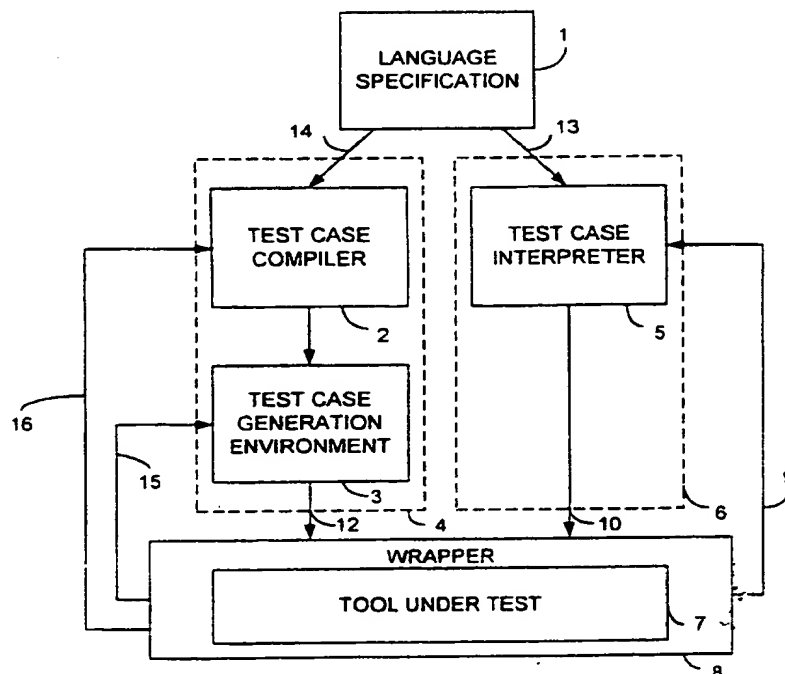 1
LANGUAGE
SPECIFICATION
14
13
TEST CASE
COMPILER
2
TEST CASE
INTERPRETER
5
TEST CASE
GENERATION
ENVIRONMENT
3
16
15
12
4
10
6
WRAPPER
TOOL UNDER TEST
7
8